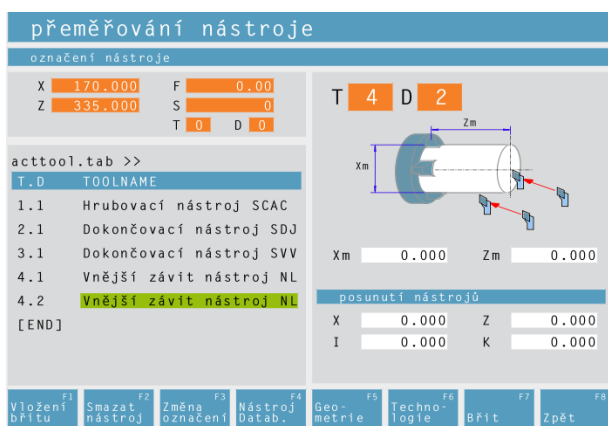 přeměřování nástroje
označení nástroje
X 170.000 F 0.00
Z 335.000 S 0
T 0 D 0
T 4 D 2
Zm
Xm
acttool.tab >>
T.D TOOLNAME
1.1 Hrubovací nástroj SCAC
2.1 Dokončovací nástroj SDJ
3.1 Dokončovací nástroj SVV
4.1 Vnější závit nástroj NL
4.2 Vnější závit nástroj NL
[END]
Xm 0.000 Zm 0.000
posunutí nástrojů
X 0.000 Z 0.000
I 0.000 K 0.000
F1 Vložení břitu
F2 Smazat nástroj
F3 Změna označení
F4 Nástroj Datab.
F5 Geo- metrie
F6 Techno- logie
F7 Břit
F8 Zpět